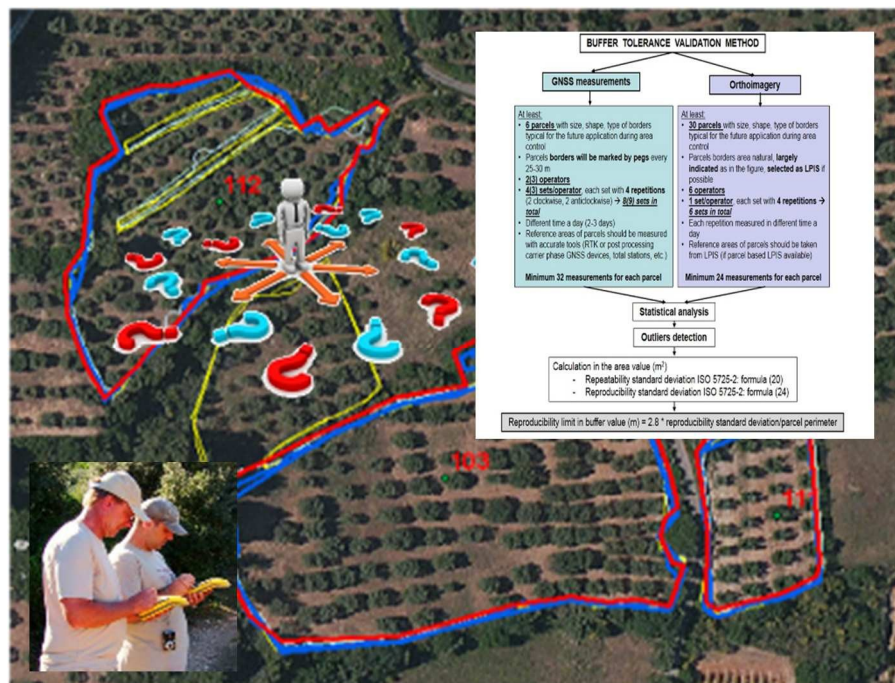 BUFFER TOLERANCE VALIDATION METHOD
GNSS measurements
At least:
• 6 parcels with size, shape, type of borders
typical for the future application during area
control
• Parcels borders will be marked by pegs every
25-30 m
• 2(3) operators
• 4(3) sets/operator, each set with 4 repetitions
(2 clockwise, 2 anticlockwise) → 8(9) sets in
total
• Different time a day (2-3 days)
• Reference areas of parcels should be measured
with accurate tools (RTK or post processing
carrier phase GNSS devices, total stations, etc.)
Minimum 32 measurements for each parcel
Orthoimagery
At least:
• 30 parcels with size, shape, type of borders
typical for the future application during area
control
• Parcels borders area natural, largely
indicated as in the figure, selected as LPIS if
possible
• 6 operators
• 1 set/operator, each set with 4 repetitions →
6 sets in total
• Each repetition measured in different time a
day
• Reference areas of parcels should be taken
from LPIS (if parcel based LPIS available)
Minimum 24 measurements for each parcel
Statistical analysis
Outliers detection
Calculation in the area value (m²)
- Repeatability standard deviation ISO 5725-2: formula (20)
- Reproducibility standard deviation ISO 5725-2: formula (24)
Reproducibility limit in buffer value (m) = 2.8 * reproducibility standard deviation/parcel perimeter
112
103
11